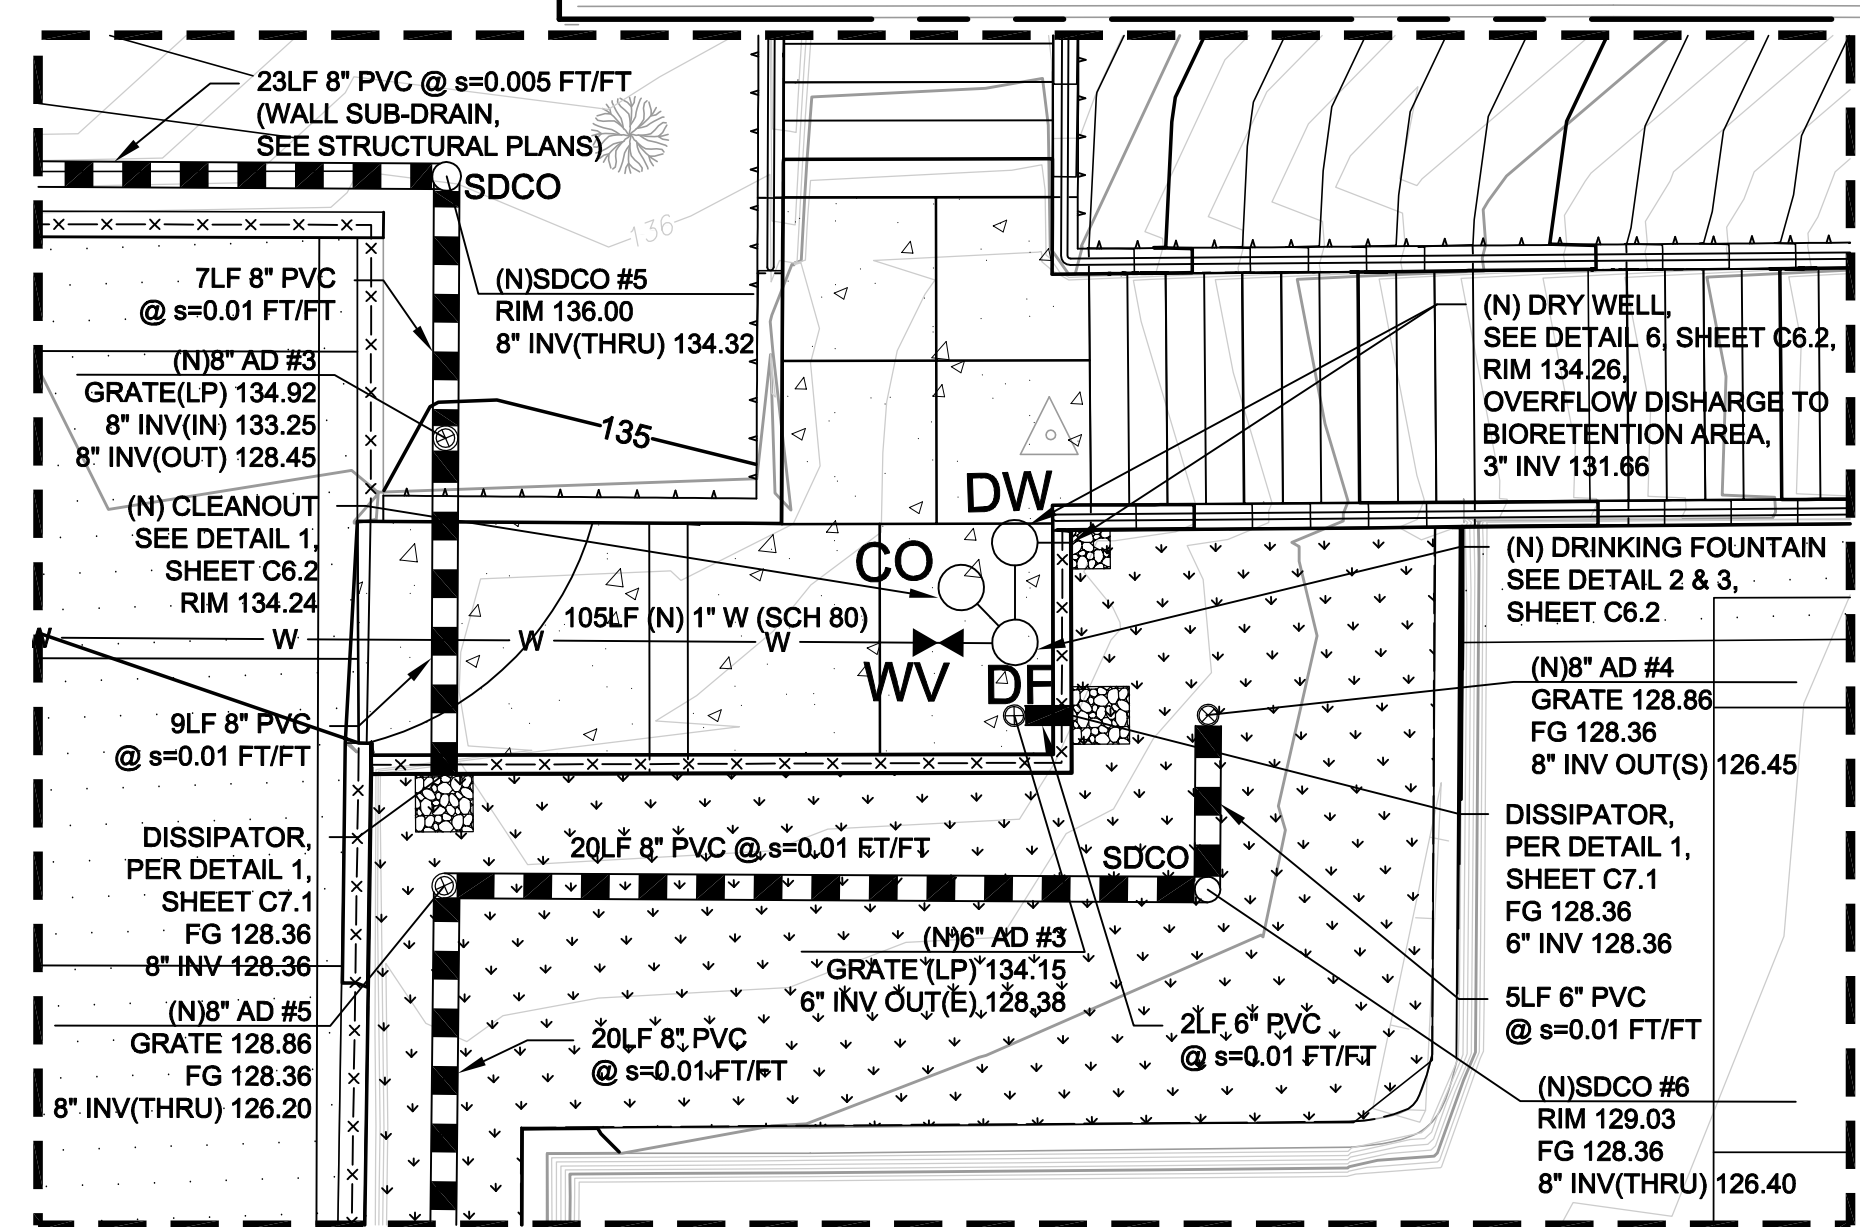 23LF 8" PVC @ s=0.005 FT/FT
(WALL SUB-DRAIN,
SEE STRUCTURAL PLANS)
SDCO
136
7LF 8" PVC
@ s=0.01 FT/FT
(N)SDCO #5
RIM 136.00
8" INV(THRU) 134.32
(N) DRY WELL,
SEE DETAIL 6, SHEET C6.2,
RIM 134.26,
OVERFLOW DISHARGE TO
BIORETENTION AREA,
3" INV 131.66
(N)8" AD #3
GRATE(LP) 134.92
8" INV(IN) 133.25
8" INV(OUT) 128.45
135
DW
(N) CLEANOUT
SEE DETAIL 1,
SHEET C6.2
RIM 134.24
CO
(N) DRINKING FOUNTAIN
SEE DETAIL 2 & 3,
SHEET C6.2
105LF (N) 1" W (SCH 80)
W
W
W
W
WV
DF
(N)8" AD #4
GRATE 128.86
FG 128.36
8" INV OUT(S) 126.45
9LF 8" PVC
@ s=0.01 FT/FT
DISSIPATOR,
PER DETAIL 1,
SHEET C7.1
FG 128.36
8" INV 128.36
20LF 8" PVC @ s=0.01 FT/FT
SDCO
DISSIPATOR,
PER DETAIL 1,
SHEET C7.1
FG 128.36
6" INV 128.36
(N)6" AD #3
GRATE (LP) 134.15
6" INV OUT(E) 128.38
(N)8" AD #5
GRATE 128.86
FG 128.36
8" INV(THRU) 126.20
20LF 8" PVC
@ s=0.01 FT/FT
2LF 6" PVC
@ s=0.01 FT/FT
5LF 6" PVC
@ s=0.01 FT/FT
(N)SDCO #6
RIM 129.03
FG 128.36
8" INV(THRU) 126.40